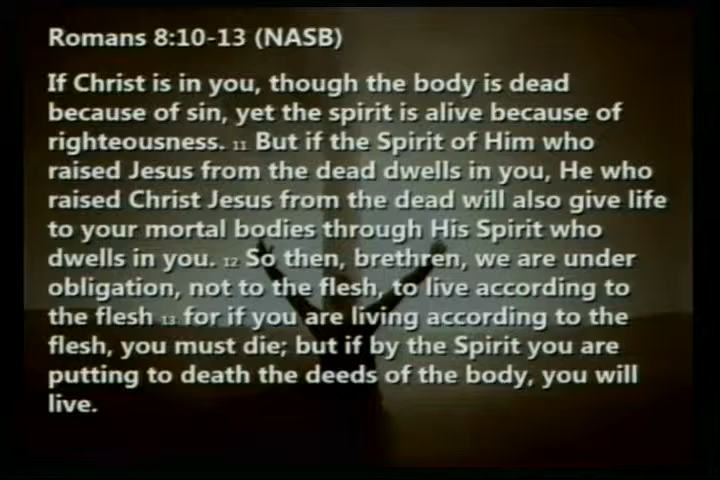 Romans 8:10-13 (NASB)
If Christ is in you, though the body is dead
because of sin, yet the spirit is alive because of
righteousness. 11 But if the Spirit of Him who
raised Jesus from the dead dwells in you, He who
raised Christ Jesus from the dead will also give life
to your mortal bodies through His Spirit who
dwells in you. 12 So then, brethren, we are under
obligation, not to the flesh, to live according to
the flesh 13 for if you are living according to the
flesh, you must die; but if by the Spirit you are
putting to death the deeds of the body, you will
live.